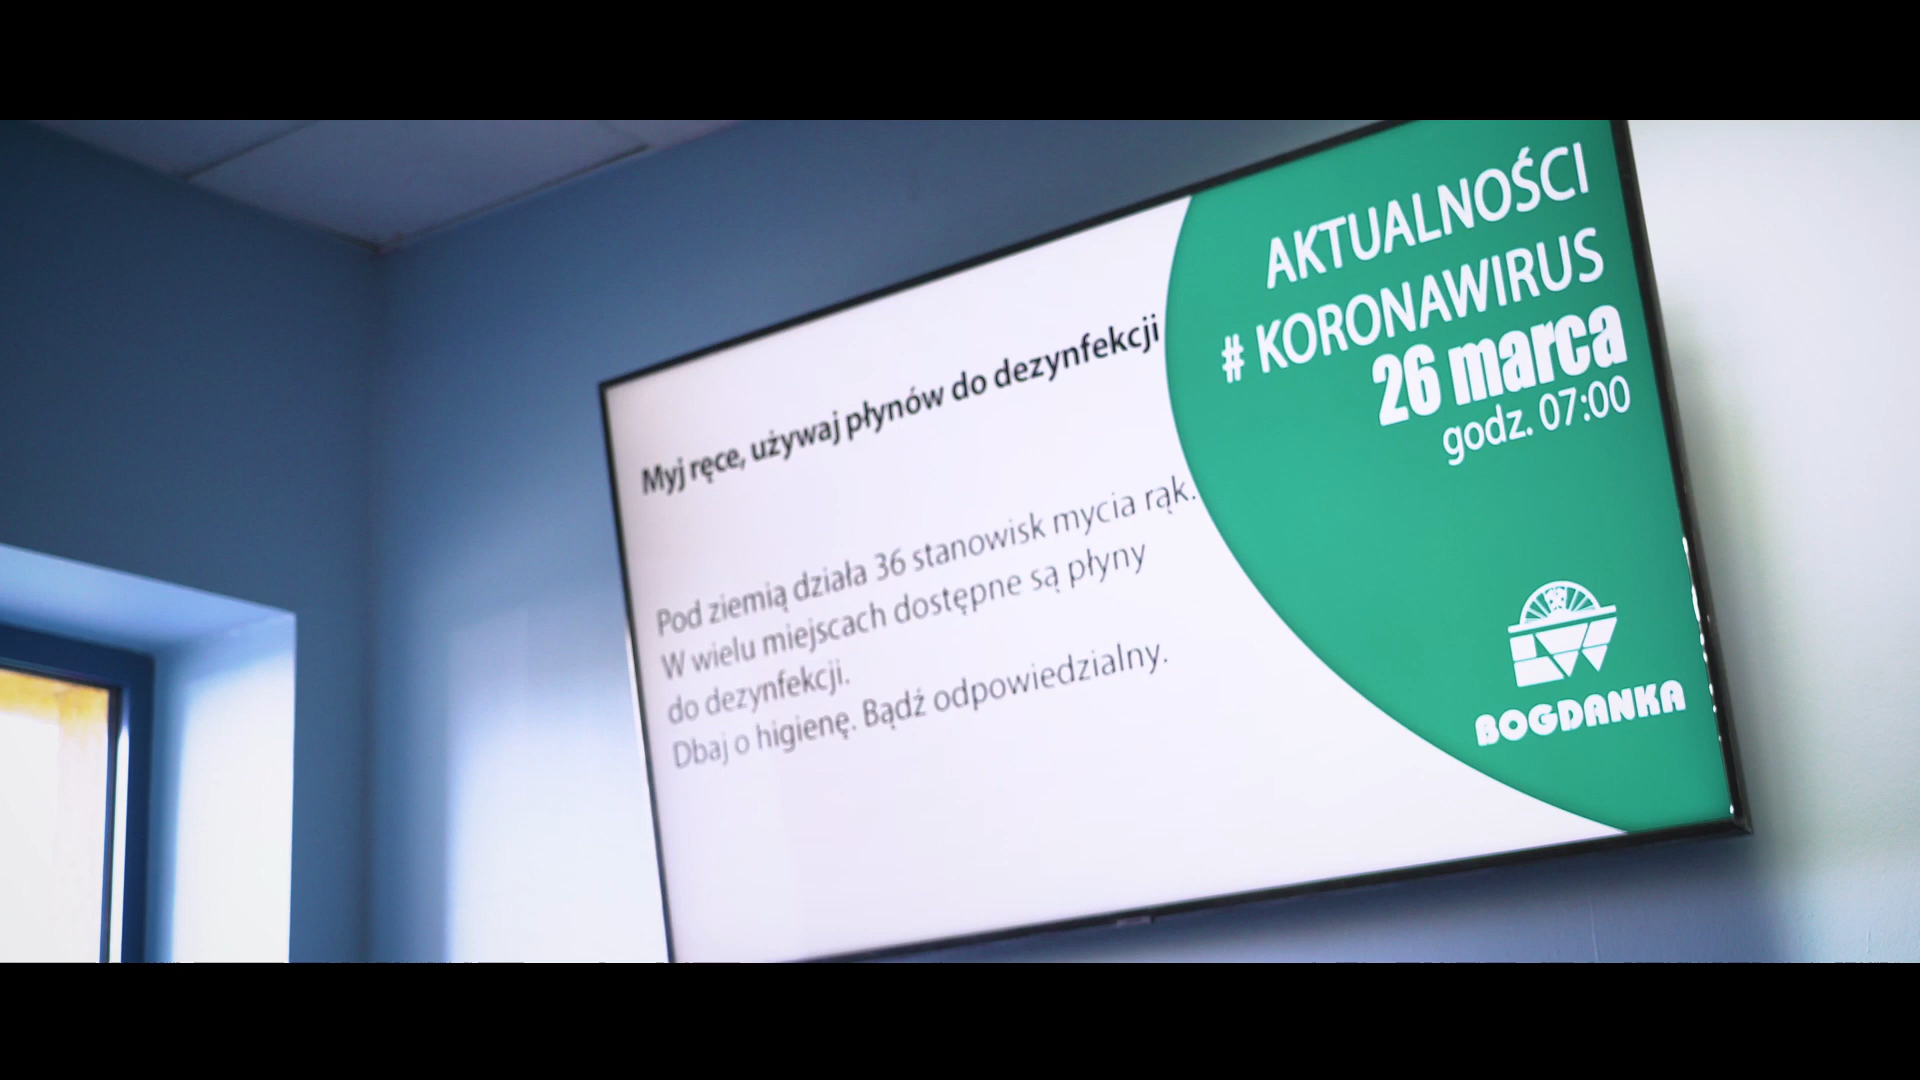 Myj ręce, używaj płynów do dezynfekcji
Pod ziemią działa 36 stanowisk mycia rąk.
W wielu miejscach dostępne są płyny
do dezynfekcji.
Dbaj o higienę. Bądź odpowiedzialny.
AKTUALNOŚCI
# KORONAWIRUS
26 marca
godz. 07:00
LW
BOGDANKA